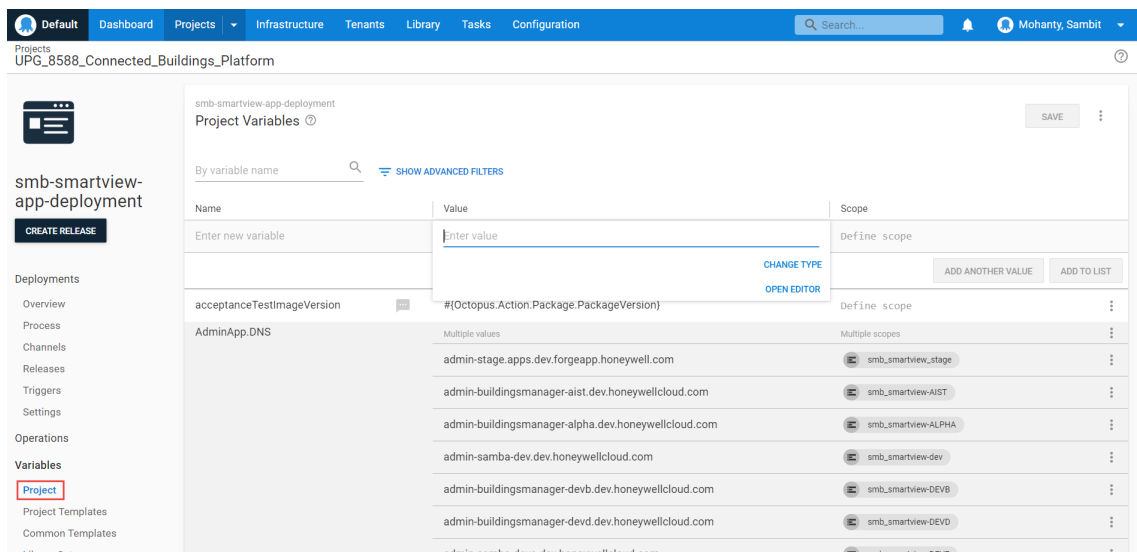 Default Dashboard Projects Infrastructure Tenants Library Tasks Configuration Search... Mohanty, Sambit
Projects
UPG_8588_Connected_Buildings_Platform
smb-smartview-app-deployment
CREATE RELEASE
Deployments
Overview
Process
Channels
Releases
Triggers
Settings
Operations
Variables
Project
Project Templates
Common Templates
smb-smartview-app-deployment
Project Variables
SAVE
By variable name SHOW ADVANCED FILTERS
Name Value Scope
Enter new variable Enter value Define scope
CHANGE TYPE
OPEN EDITOR
ADD ANOTHER VALUE ADD TO LIST
acceptanceTestImageVersion #{Octopus.Action.Package.PackageVersion} Define scope
AdminApp.DNS Multiple values Multiple scopes
admin-stage.apps.dev.forgeapp.honeywell.com smb_smartview_stage
admin-buildingsmanager-aist.dev.honeywellcloud.com smb_smartview-AIST
admin-buildingsmanager-alpha.dev.honeywellcloud.com smb_smartview-ALPHA
admin-samba-dev.dev.honeywellcloud.com smb_smartview-dev
admin-buildingsmanager-devb.dev.honeywellcloud.com smb_smartview-DEVB
admin-buildingsmanager-devd.dev.honeywellcloud.com smb_smartview-DEVD